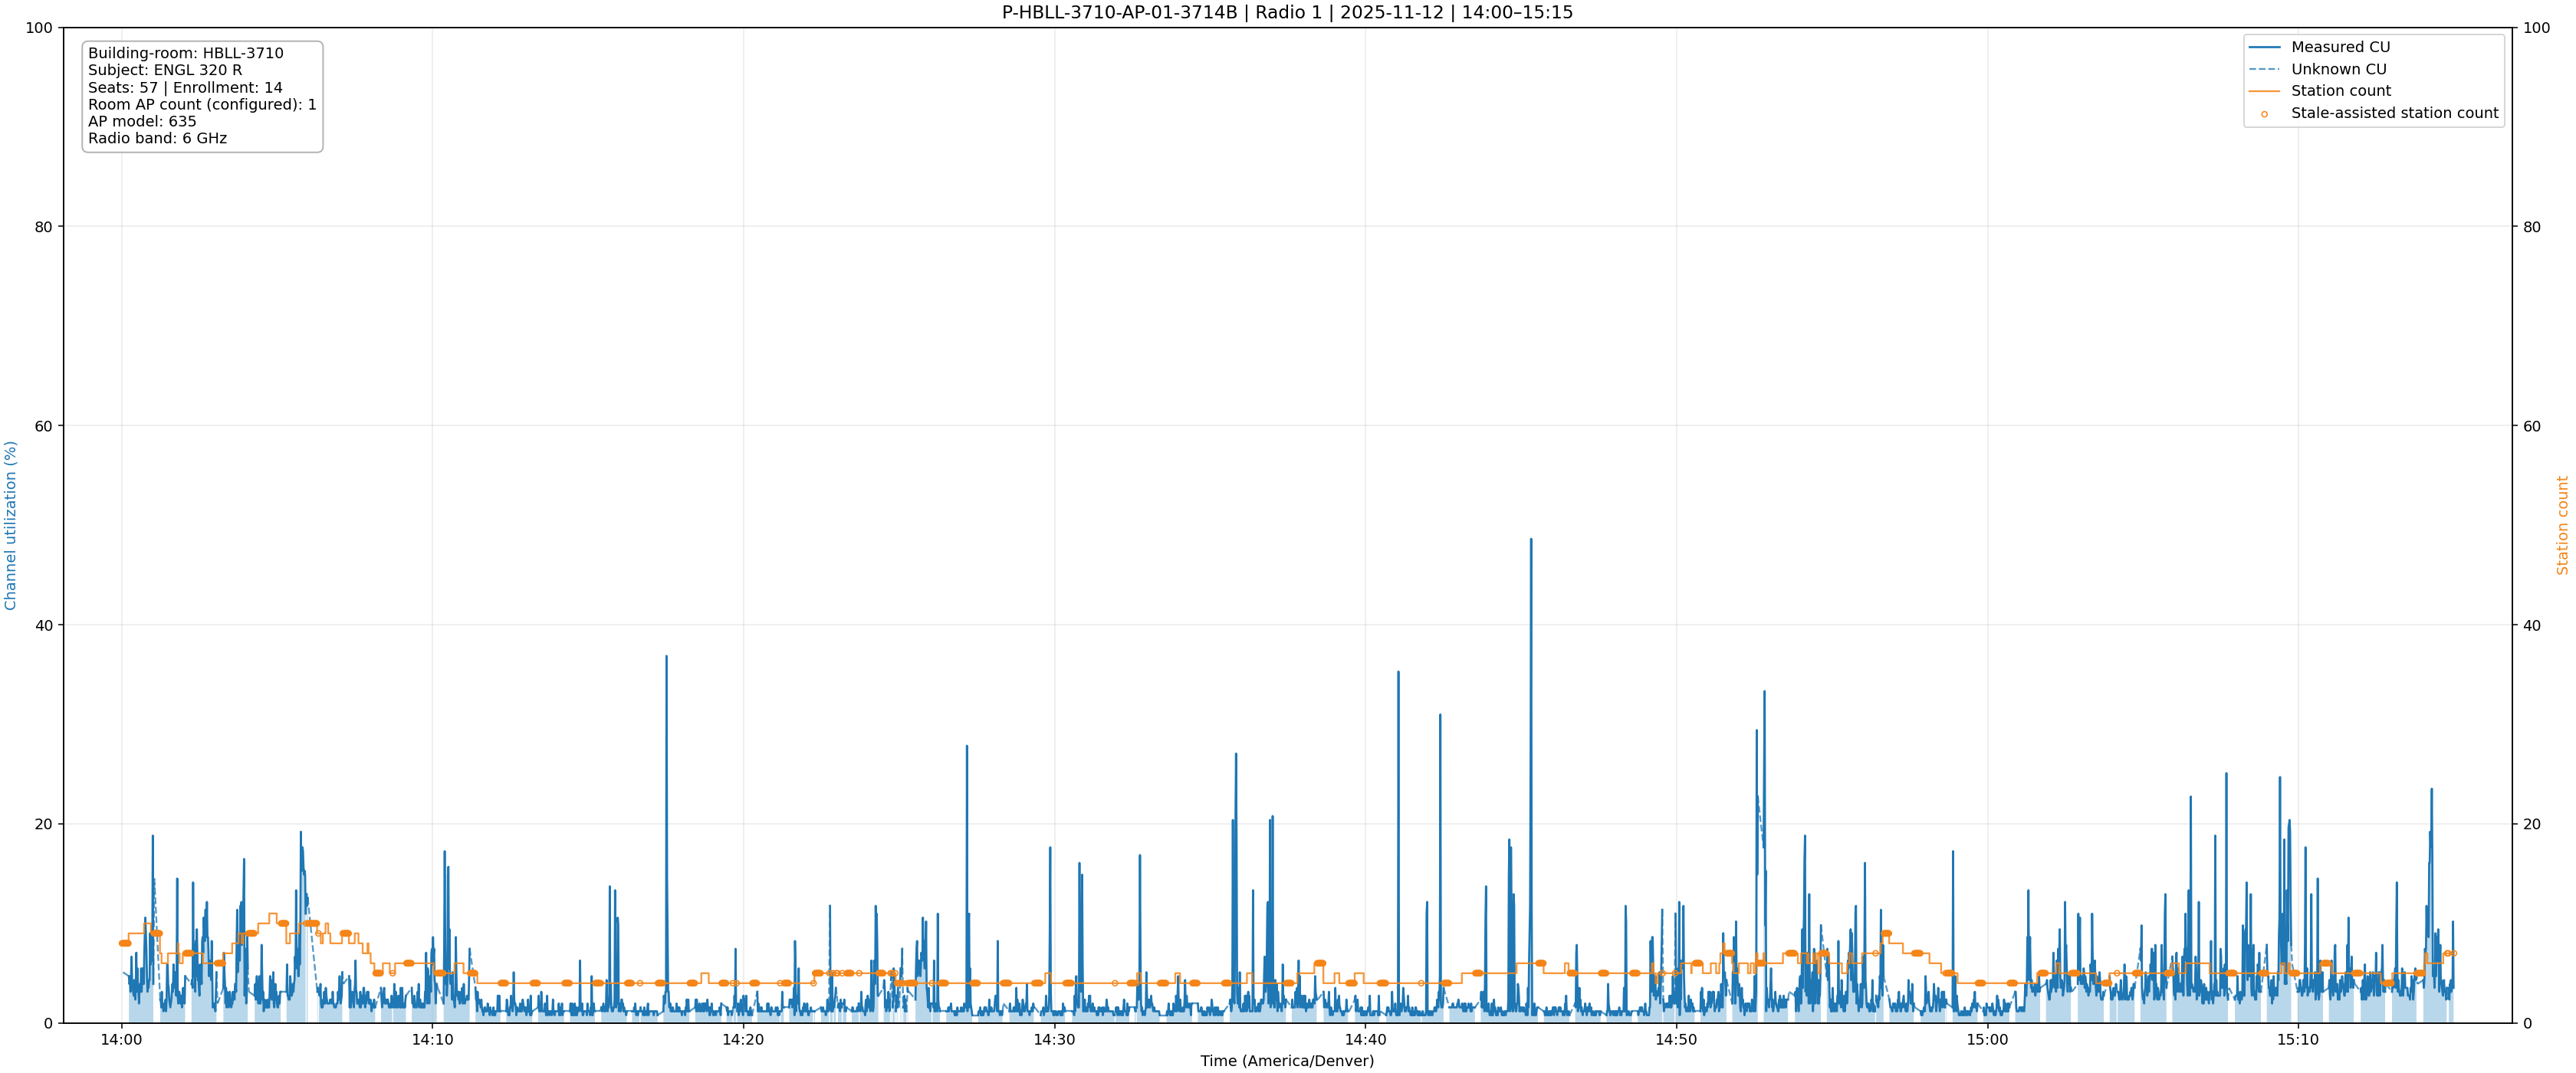 P-HBLL-3710-AP-01-3714B | Radio 1 | 2025-11-12 | 14:00–15:15
Building-room: HBLL-3710
Subject: ENGL 320 R
Seats: 57 | Enrollment: 14
Room AP count (configured): 1
AP model: 635
Radio band: 6 GHz
Measured CU
Unknown CU
Station count
Stale-assisted station count
Channel utilization (%)
100
80
60
40
20
0
100
80
60
40
20
0
Station count
14:00
14:10
14:20
14:30
14:40
14:50
15:00
15:10
Time (America/Denver)